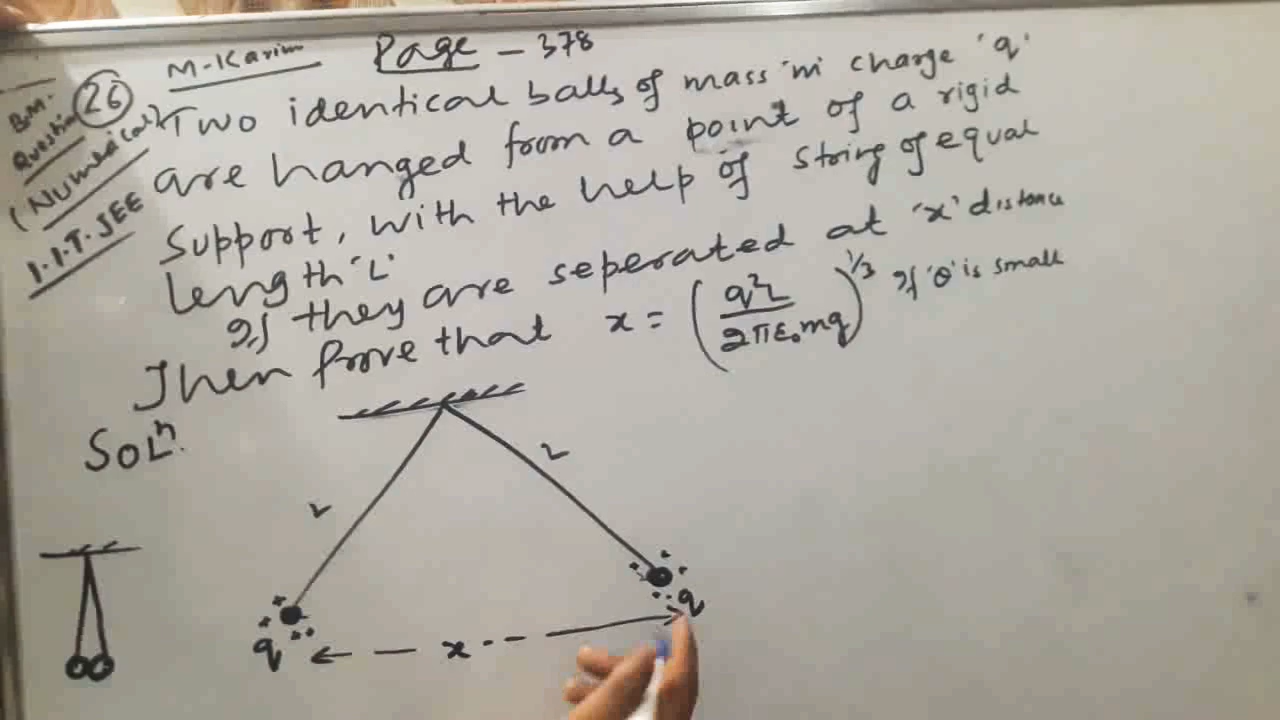 M-Karim Page - 378
B.M. Question (Numerical) I.I.T. JEE
26 Two identical balls of mass 'm' charge 'q'
are hanged from a point of a rigid
Support, with the help of string of equal
length 'L'
If they are seperated at 'x' distance
Then Prove that x = (q²L / 2πε₀mg)^1/3 If 'θ' is small
SOLⁿ.
L
L
q
q
x